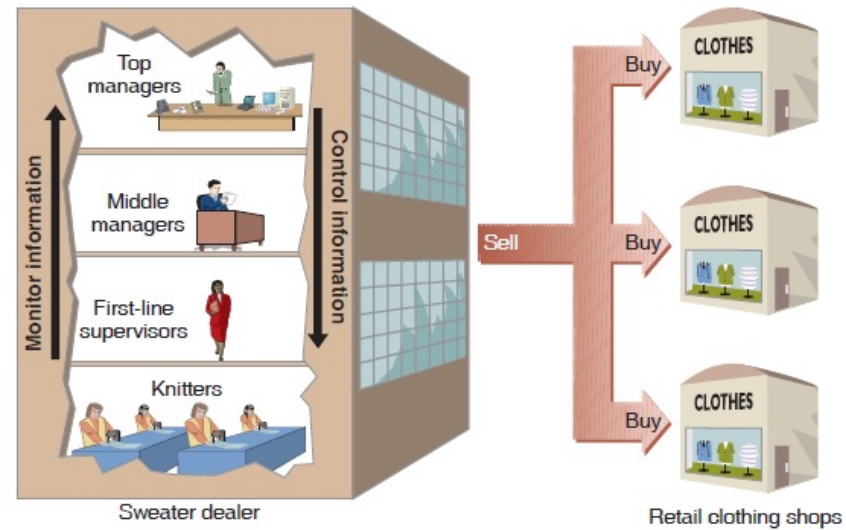 Top
managers
Monitor information
Control information
Middle
managers
First-line
supervisors
Knitters
Sweater dealer
Sell
Buy
CLOTHES
Buy
CLOTHES
Buy
CLOTHES
Retail clothing shops